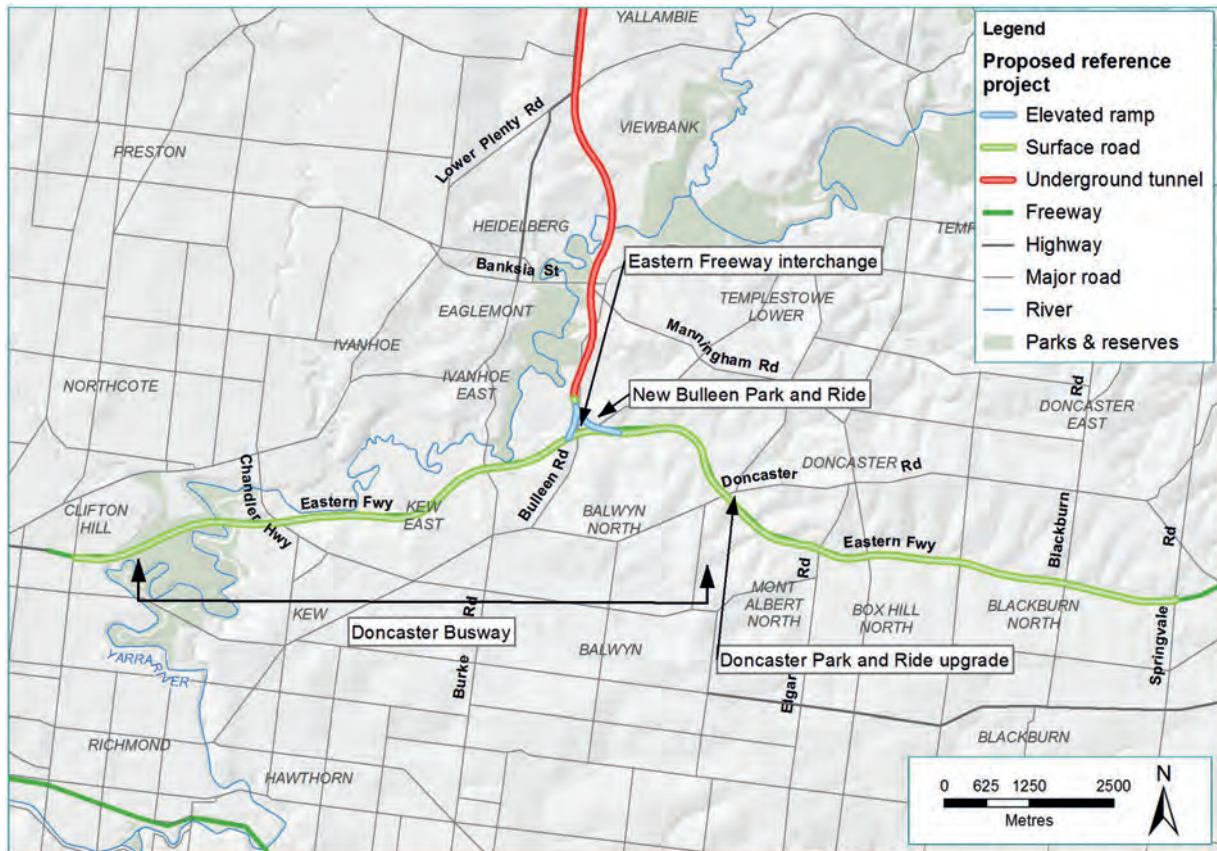 YALLAMBIE
Lower Plenty Rd
VIEWBANK
PRESTON
HEIDELBERG
Banksia St
Eastern Freeway interchange
EAGLEMONT
TEMPLESTOWE
LOWER
IVANHOE
Manningham Rd
NORTHCOTE
IVANHOE
EAST
New Bulleen Park and Ride
DONCASTER
EAST
Rd
TEMP
Chandler Hwy
Bulleen Rd
Doncaster
DONCASTER
Rd
CLIFTON
HILL
Eastern Fwy
KEW
EAST
BALWYN
NORTH
Blackburn
Rd
Eastern Fwy
Rd
MONT
ALBERT
NORTH
BOX HILL
NORTH
BLACKBURN
NORTH
KEW
Rd
Doncaster Busway
BALWYN
Doncaster Park and Ride upgrade
YARRA RIVER
Burke
Elgar
Springvale
RICHMOND
HAWTHORN
BLACKBURN
Legend
Proposed reference
project
Elevated ramp
Surface road
Underground tunnel
Freeway
Highway
Major road
River
Parks & reserves
0 625 1250 2500
Metres
N